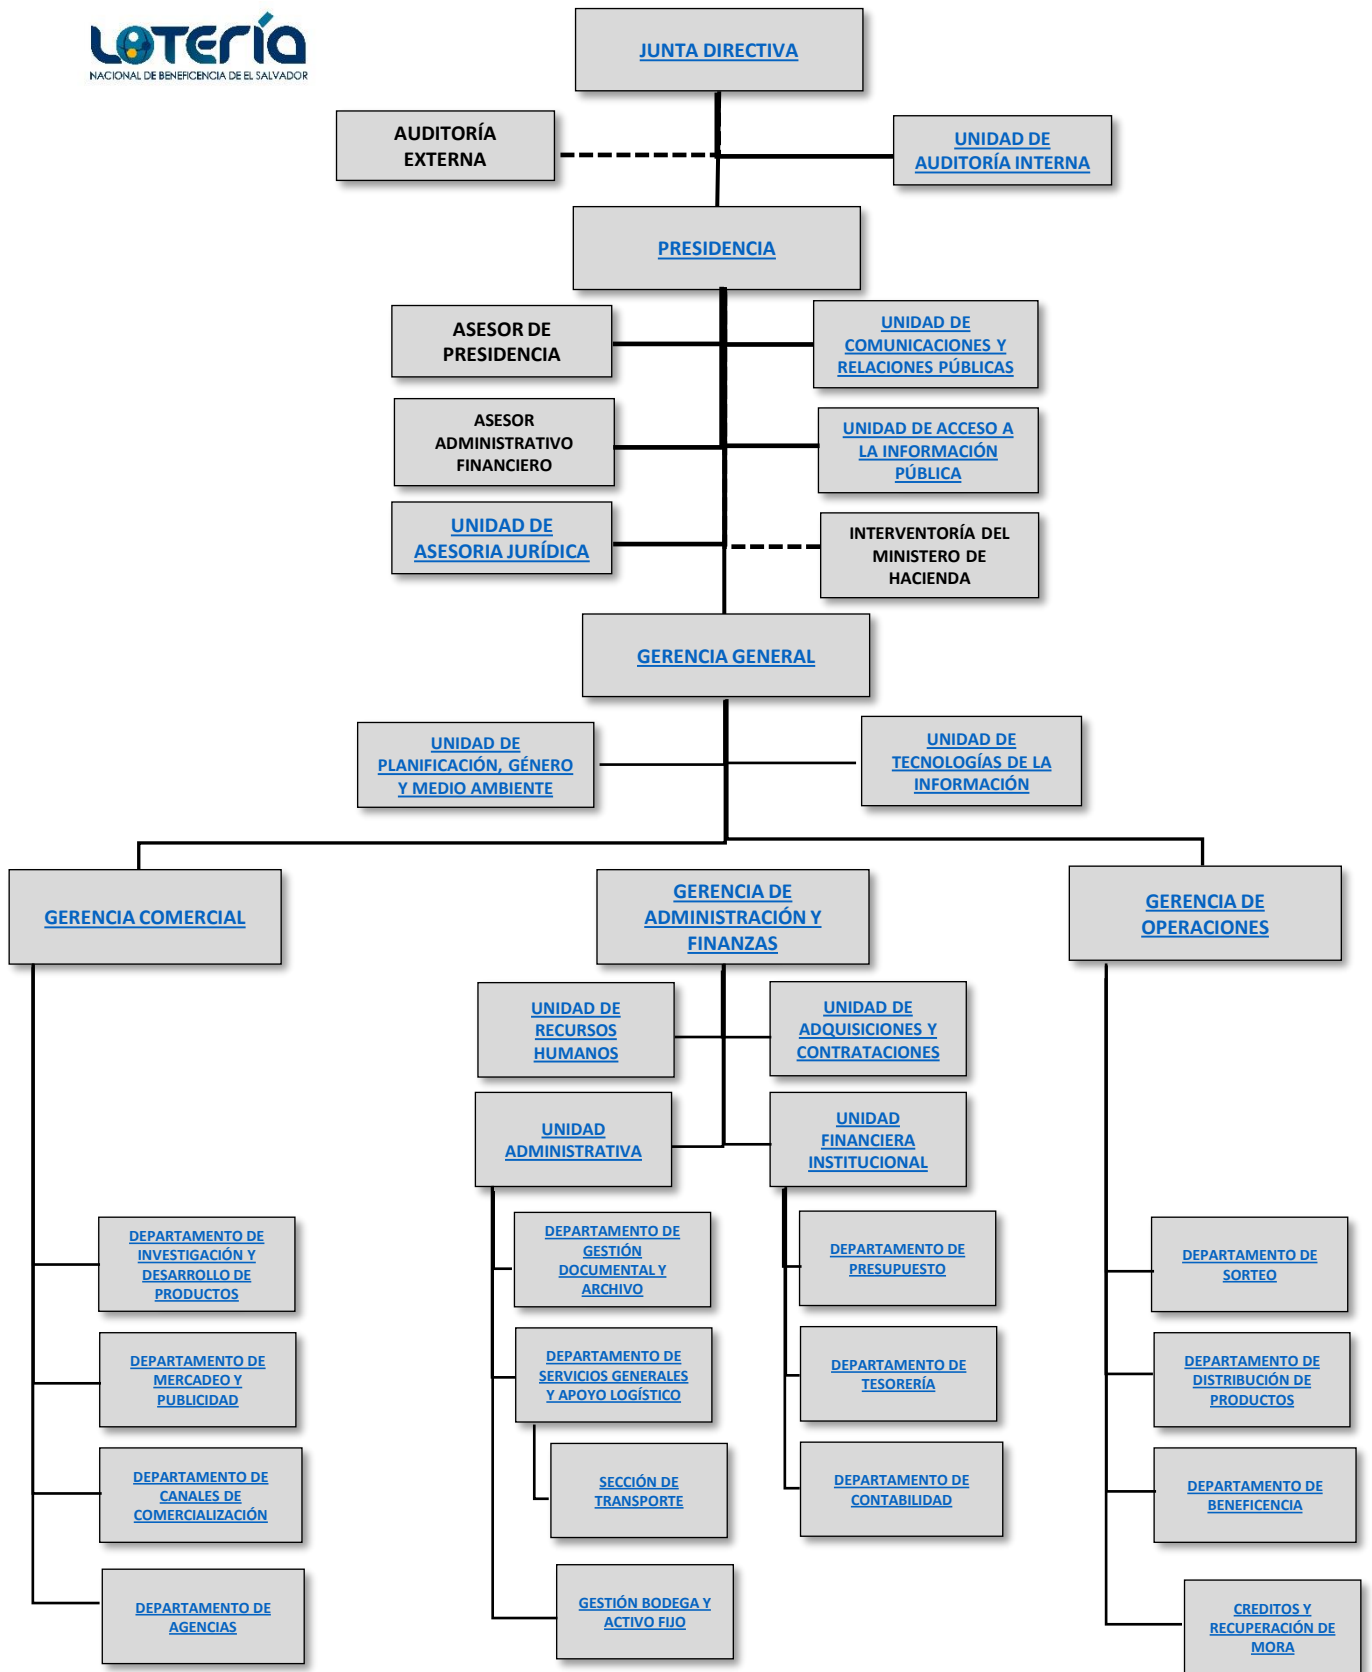 LOTERÍA
NACIONAL DE BENEFICENCIA DE EL SALVADOR
JUNTA DIRECTIVA
AUDITORÍA
EXTERNA
UNIDAD DE
AUDITORÍA INTERNA
PRESIDENCIA
ASESOR DE
PRESIDENCIA
UNIDAD DE
COMUNICACIONES Y
RELACIONES PÚBLICAS
ASESOR
ADMINISTRATIVO
FINANCIERO
UNIDAD DE ACCESO A
LA INFORMACIÓN
PÚBLICA
UNIDAD DE
ASESORIA JURÍDICA
INTERVENTORÍA DEL
MINISTERO DE
HACIENDA
GERENCIA GENERAL
UNIDAD DE
PLANIFICACIÓN, GÉNERO
Y MEDIO AMBIENTE
UNIDAD DE
TECNOLOGÍAS DE LA
INFORMACIÓN
GERENCIA COMERCIAL
GERENCIA DE
ADMINISTRACIÓN Y
FINANZAS
GERENCIA DE
OPERACIONES
UNIDAD DE
RECURSOS
HUMANOS
UNIDAD DE
ADQUISICIONES Y
CONTRATACIONES
UNIDAD
ADMINISTRATIVA
UNIDAD
FINANCIERA
INSTITUCIONAL
DEPARTAMENTO DE
INVESTIGACIÓN Y
DESARROLLO DE
PRODUCTOS
DEPARTAMENTO DE
GESTIÓN
DOCUMENTAL Y
ARCHIVO
DEPARTAMENTO DE
PRESUPUESTO
DEPARTAMENTO DE
SORTEO
DEPARTAMENTO DE
MERCADEO Y
PUBLICIDAD
DEPARTAMENTO DE
SERVICIOS GENERALES
Y APOYO LOGÍSTICO
DEPARTAMENTO DE
TESORERÍA
DEPARTAMENTO DE
DISTRIBUCIÓN DE
PRODUCTOS
DEPARTAMENTO DE
CANALES DE
COMERCIALIZACIÓN
SECCIÓN DE
TRANSPORTE
DEPARTAMENTO DE
CONTABILIDAD
DEPARTAMENTO DE
BENEFICENCIA
DEPARTAMENTO DE
AGENCIAS
GESTIÓN BODEGA Y
ACTIVO FIJO
CREDITOS Y
RECUPERACIÓN DE
MORA